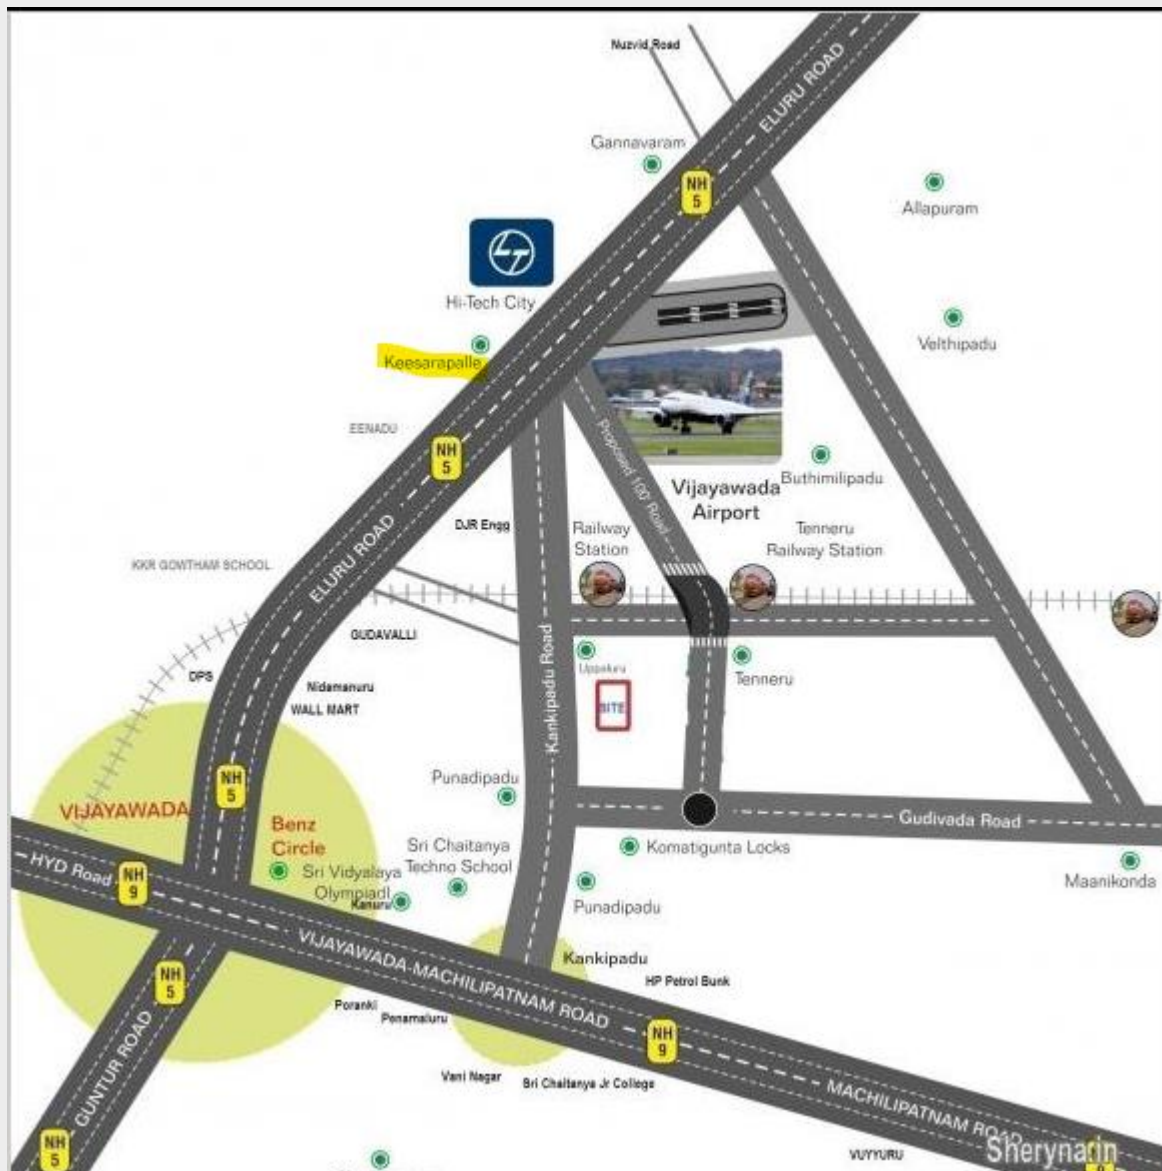 Nuzvid Road
ELURU ROAD
Gannavaram
NH
5
Allapuram
LT
Hi-Tech City
Velthipadu
Keesarapalle
EENADU
NH
5
Proposed 100' Road
Buthimilipadu
Vijayawada
Airport
DJR Engg
Railway
Station
Tenneru
Railway Station
ELURU ROAD
KKR GOWTHAM SCHOOL
GUDAVALLI
Kankipadu Road
Uppaluru
Tenneru
DPS
Nidamanuru
WALL MART
SITE
NH
5
Punadipadu
VIJAYAWADA
Benz
Circle
Gudivada Road
Sri Chaitanya
Techno School
Komatigunta Locks
HYD Road
NH
9
Sri Vidyalaya
Olympiadl
Kanuru
Maanikonda
Punadipadu
VIJAYAWADA-MACHILIPATNAM ROAD
Kankipadu
HP Petrol Bunk
NH
5
Poranki
Penamaluru
NH
9
GUNTUR ROAD
Vani Nagar
Sri Chaitanya Jr College
MACHILIPATNAM ROAD
NH
5
VUYYURU
Sherynarin